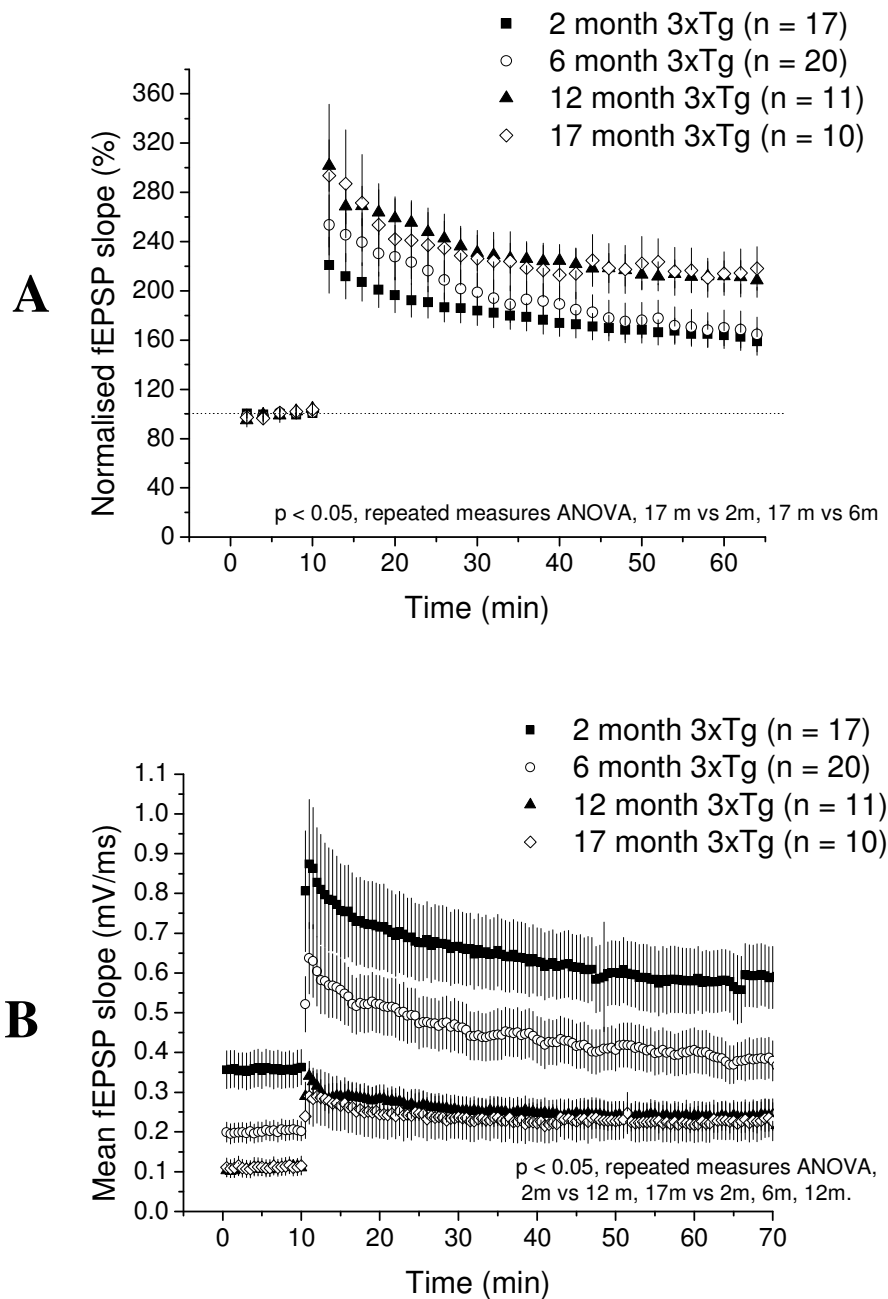 2 month 3xTg (n = 17)
6 month 3xTg (n = 20)
12 month 3xTg (n = 11)
17 month 3xTg (n = 10)
A
Normalised fEPSP slope (%)
360
320
280
240
200
160
120
80
40
0
p < 0.05, repeated measures ANOVA, 17 m vs 2m, 17 m vs 6m
0 10 20 30 40 50 60
Time (min)
2 month 3xTg (n = 17)
6 month 3xTg (n = 20)
12 month 3xTg (n = 11)
17 month 3xTg (n = 10)
B
Mean fEPSP slope (mV/ms)
1.1
1.0
0.9
0.8
0.7
0.6
0.5
0.4
0.3
0.2
0.1
0.0
p < 0.05, repeated measures ANOVA,
2m vs 12 m, 17m vs 2m, 6m, 12m.
0 10 20 30 40 50 60 70
Time (min)